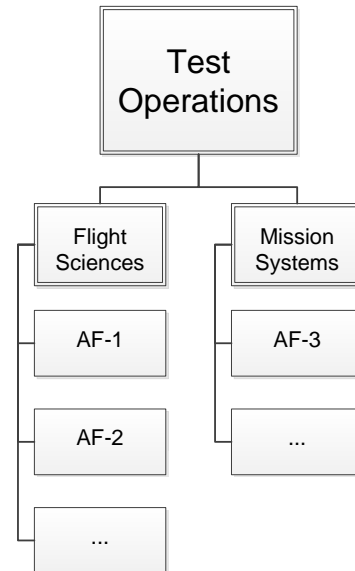 Test
Operations
Flight
Sciences
Mission
Systems
AF-1
AF-3
AF-2
...
...